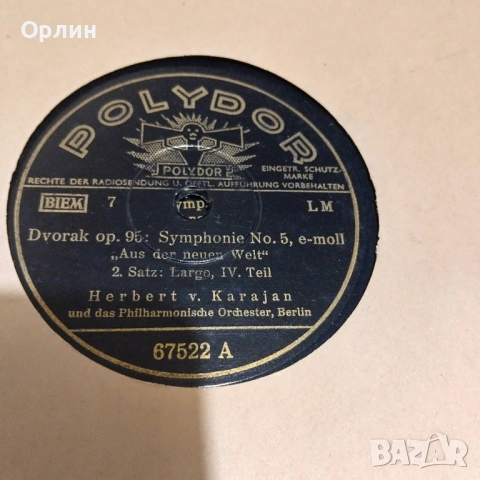 Орлин
POLYDOR
POLYDOR
EINGETR. SCHUTZ-
MARKE
RECHTE DER RADIOSENDUNG U. ÖFFTL. AUFFÜHRUNG VORBEHALTEN
BIEM 7 ymp. LM
Dvorak op. 95: Symphonie No. 5, e-moll
„Aus der neuen Welt"
2. Satz: Largo, IV. Teil
Herbert v. Karajan
und das Philharmonische Orchester, Berlin
67522 A
BAZAR